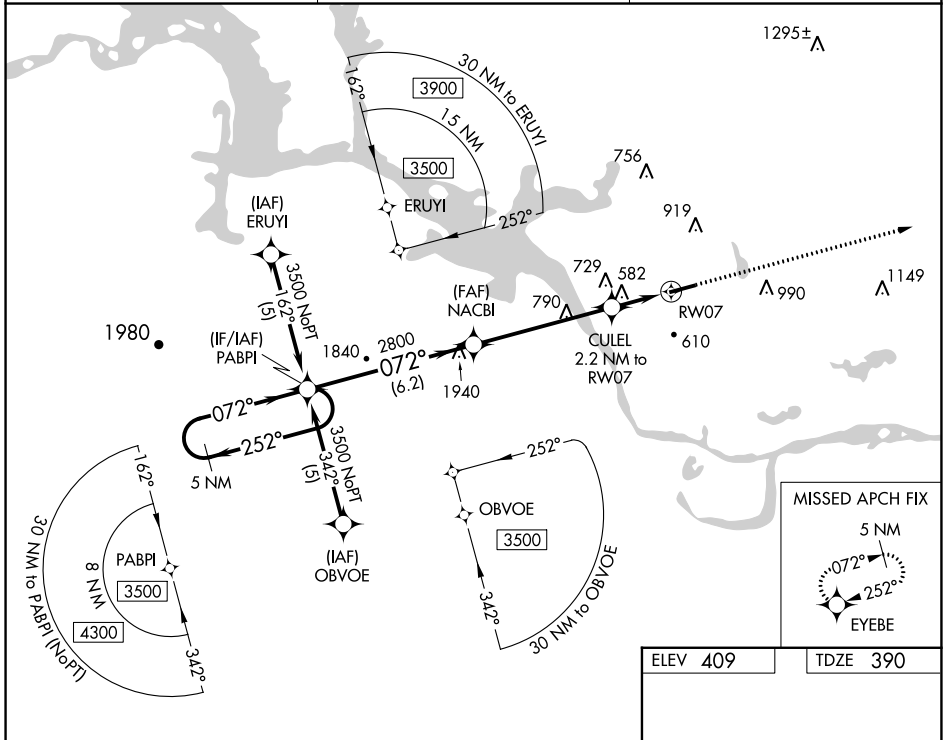 1295±
30 NM to ERUYI
3900
162°
15 NM
3500
ERUYI
252°
756
919
(IAF)
ERUYI
3500 NoPT
162°
(5)
729
582
1149
990
(FAF)
NACBI
790
RW07
1980
(IF/IAF)
PABPI
1840
2800
072°
(6.2)
1940
CULEL
2.2 NM to
RW07
610
072°
252°
5 NM
3500 NoPT
342°
(5)
(IAF)
OBVOE
162°
30 NM to PABPI (NoPT)
8 NM
PABPI
3500
4300
342°
252°
OBVOE
3500
342°
30 NM to OBVOE
MISSED APCH FIX
5 NM
072°
252°
EYEBE
ELEV 409
TDZE 390